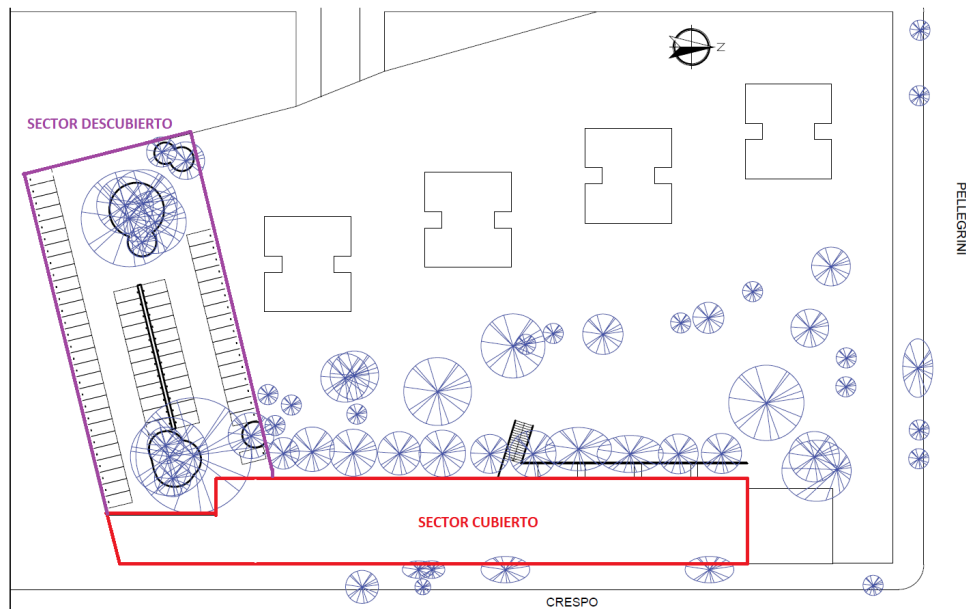 Z
SECTOR DESCUBIERTO
PELLEGRINI
SECTOR CUBIERTO
CRESPO